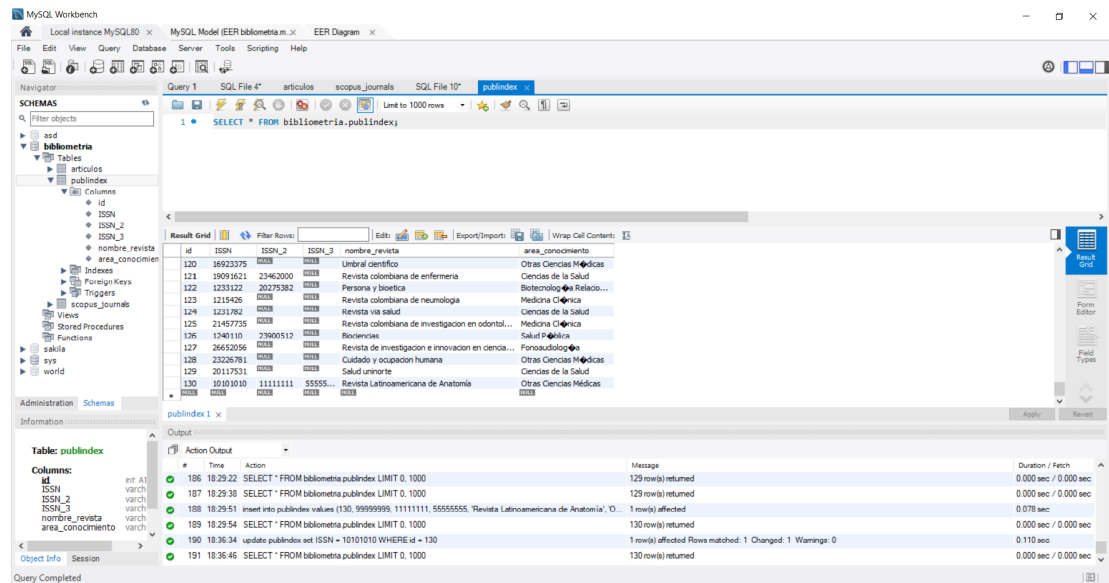 MySQL Workbench
Local instance MySQL80 × MySQL Model (EER bibliometria.m... × EER Diagram ×
File Edit View Query Database Server Tools Scripting Help
Navigator
SCHEMAS
Filter objects
asd
bibliometria
Tables
articulos
publindex
Columns
id
ISSN
ISSN_2
ISSN_3
nombre_revista
area_conocimien
Indexes
Foreign Keys
Triggers
scopus_journals
Views
Stored Procedures
Functions
sakila
sys
world
Administration Schemas
Information
Table: publindex
Columns:
id int AI
ISSN varch
ISSN_2 varch
ISSN_3 varch
nombre_revista varch
area_conocimiento varch
Object Info Session
Query 1 SQL File 4* articulos scopus_journals SQL File 10* publindex ×
Limit to 1000 rows
1 SELECT * FROM bibliometria.publindex;
Result Grid Filter Rows: Edit: Export/Import: Wrap Cell Content:
id ISSN ISSN_2 ISSN_3 nombre_revista area_conocimiento
120 16923375 NULL NULL Umbral cientifico Otras Ciencias M�dicas
121 19091621 23462000 NULL Revista colombiana de enfermeria Ciencias de la Salud
122 1233122 20275382 NULL Persona y bioetica Biotecnolog�a Relacio...
123 1215426 NULL NULL Revista colombiana de neumologia Medicina Cl�nica
124 1231782 NULL NULL Revista via salud Ciencias de la Salud
125 21457735 NULL NULL Revista colombiana de investigacion en odontol... Medicina Cl�nica
126 1240110 23900512 NULL Biociencias Salud P�blica
127 26652056 NULL NULL Revista de investigacion e innovacion en ciencia... Fonoaudiolog�a
128 23226781 NULL NULL Cuidado y ocupacion humana Otras Ciencias M�dicas
129 20117531 NULL NULL Salud uninorte Ciencias de la Salud
130 10101010 11111111 55555... Revista Latinoamericana de Anatomía Otras Ciencias Médicas
NULL NULL NULL NULL NULL NULL
Result Grid
Form Editor
Field Types
publindex 1 × Apply Revert
Output
Action Output
# Time Action Message Duration / Fetch
186 18:29:22 SELECT * FROM bibliometria.publindex LIMIT 0, 1000 129 row(s) returned 0.000 sec / 0.000 sec
187 18:29:38 SELECT * FROM bibliometria.publindex LIMIT 0, 1000 129 row(s) returned 0.000 sec / 0.000 sec
188 18:29:51 insert into publindex values (130, 99999999, 11111111, 55555555, 'Revista Latinoamericana de Anatomía', 'O... 1 row(s) affected 0.078 sec
189 18:29:54 SELECT * FROM bibliometria.publindex LIMIT 0, 1000 130 row(s) returned 0.000 sec / 0.000 sec
190 18:36:34 update publindex set ISSN = 10101010 WHERE id = 130 1 row(s) affected Rows matched: 1 Changed: 1 Warnings: 0 0.110 sec
191 18:36:46 SELECT * FROM bibliometria.publindex LIMIT 0, 1000 130 row(s) returned 0.000 sec / 0.000 sec
Query Completed